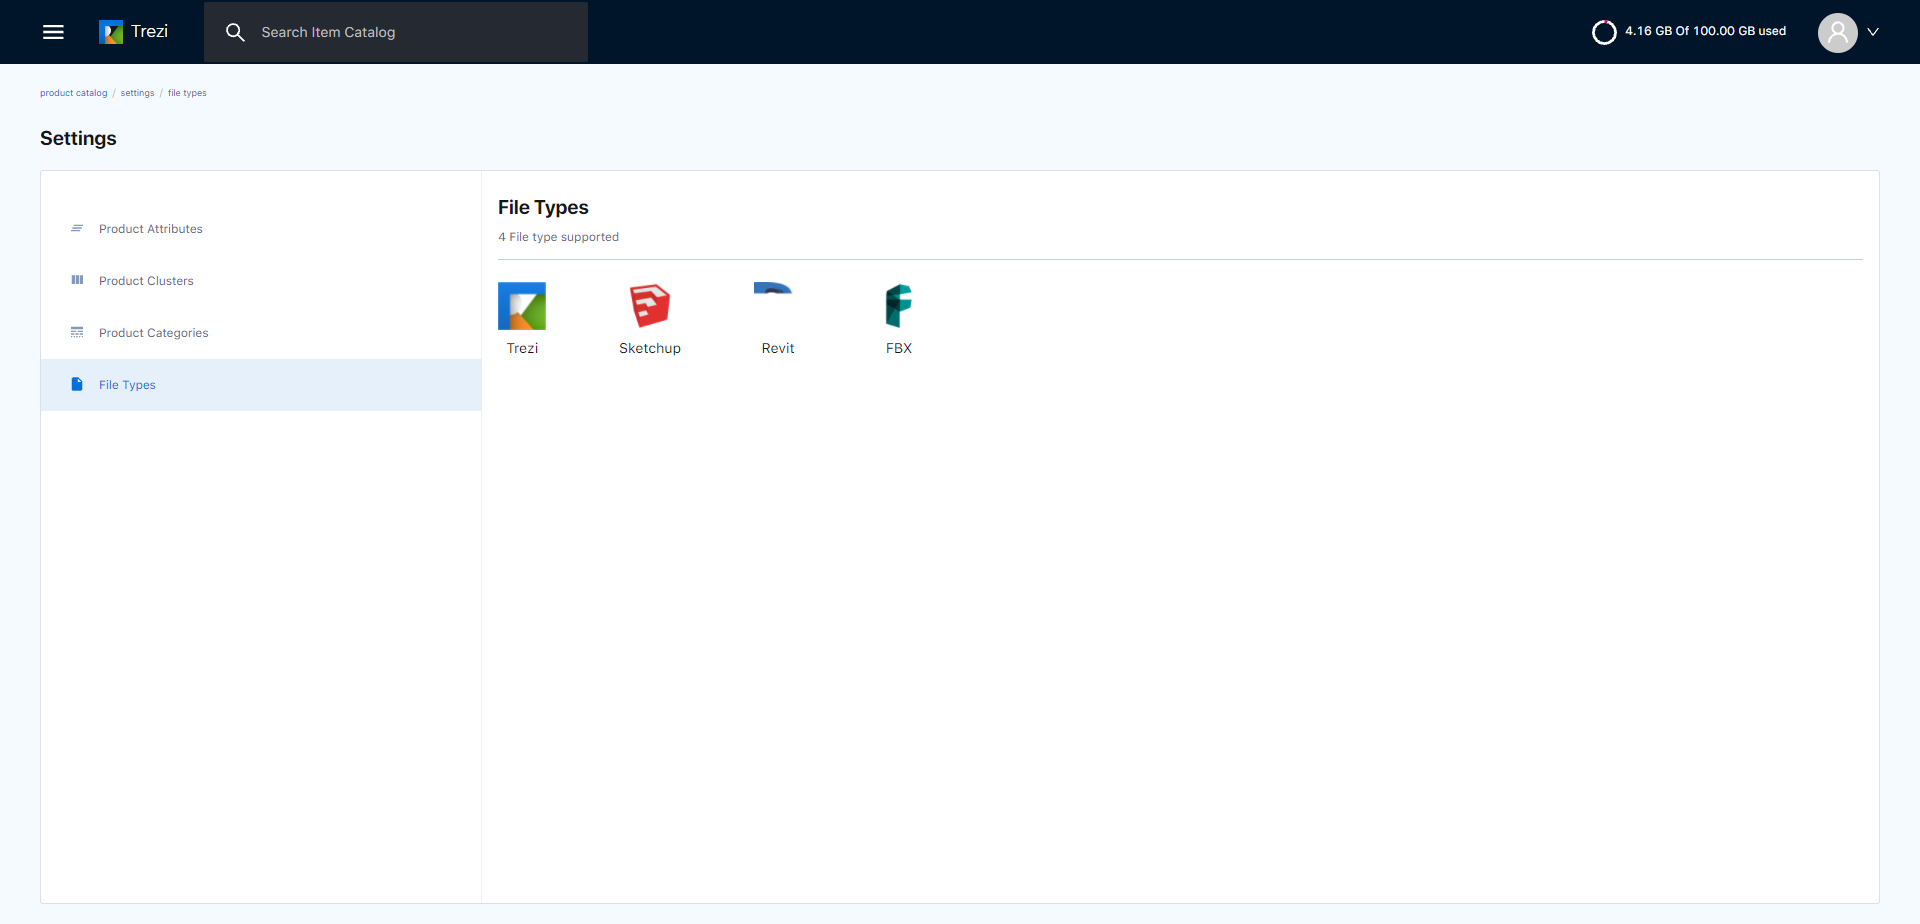 Trezi
Search Item Catalog
4.16 GB Of 100.00 GB used
product catalog / settings / file types
Settings
Product Attributes
Product Clusters
Product Categories
File Types
File Types
4 File type supported
Trezi
Sketchup
Revit
FBX